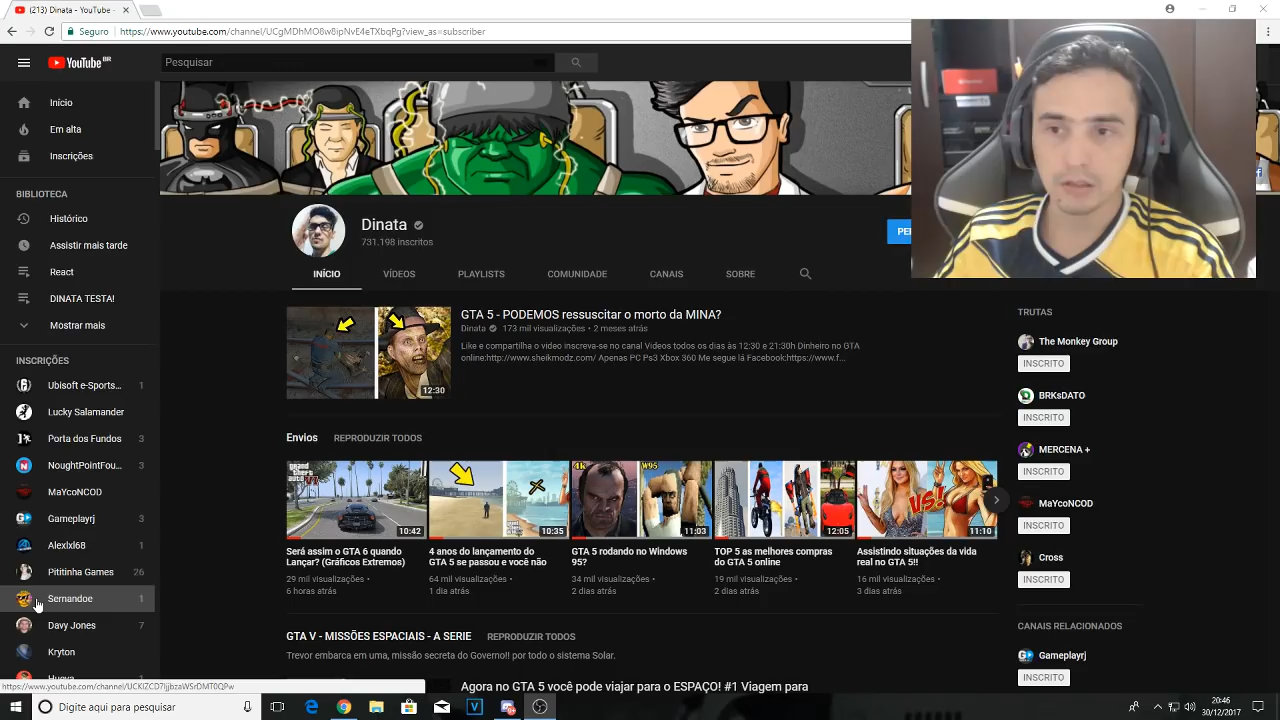 (213) Dinata - YouTube
Seguro
https://www.youtube.com/channel/UCgMDhMO8w8ipNvE4eTXbqPg?view_as=subscriber
YouTube BR
Pesquisar
Início
Em alta
Inscrições
BIBLIOTECA
Histórico
Assistir mais tarde
React
DINATA TESTA!
Mostrar mais
INSCRIÇÕES
Ubisoft e-Sports... 1
Lucky Salamander
Porta dos Fundos 3
NoughtPointFou... 3
MaYcoNCOD
Gameplayrj 3
Alexlxl68 1
Pititinha Games 26
Sernandoe 1
Davy Jones 7
Kryton
Dinata
731.198 inscritos
INÍCIO
VÍDEOS
PLAYLISTS
COMUNIDADE
CANAIS
SOBRE
12:30
GTA 5 - PODEMOS ressuscitar o morto da MINA?
Dinata 173 mil visualizações • 2 meses atrás
Like e compartilha o video inscreva-se no canal Videos todos os dias às 12:30 e 21:30h Dinheiro no GTA
online:http://www.sheikmodz.com/ Apenas PC Ps3 Xbox 360 Me segue lá Facebook:https://www.f...
Envios
REPRODUZIR TODOS
10:42
Será assim o GTA 6 quando
Lançar? (Gráficos Extremos)
29 mil visualizações •
6 horas atrás
10:35
4 anos do lançamento do
GTA 5 se passou e você não
64 mil visualizações •
1 dia atrás
4k
W95
11:03
GTA 5 rodando no Windows
95?
34 mil visualizações •
2 dias atrás
12:05
TOP 5 as melhores compras
do GTA 5 online
19 mil visualizações •
2 dias atrás
VS!
11:10
Assistindo situações da vida
real no GTA 5!!
16 mil visualizações •
3 dias atrás
GTA V - MISSÕES ESPACIAIS - A SERIE
REPRODUZIR TODOS
Trevor embarca em uma, missão secreta do Governo!! por todo o sistema Solar.
Agora no GTA 5 você pode viajar para o ESPAÇO! #1 Viagem para
TRUTAS
The Monkey Group
INSCRITO
BRKsDATO
INSCRITO
MERCENA +
INSCRITO
MaYcoNCOD
INSCRITO
Cross
INSCRITO
CANAIS RELACIONADOS
Gameplayrj
INSCRITO
Digite aqui para pesquisar
20:46
30/12/2017